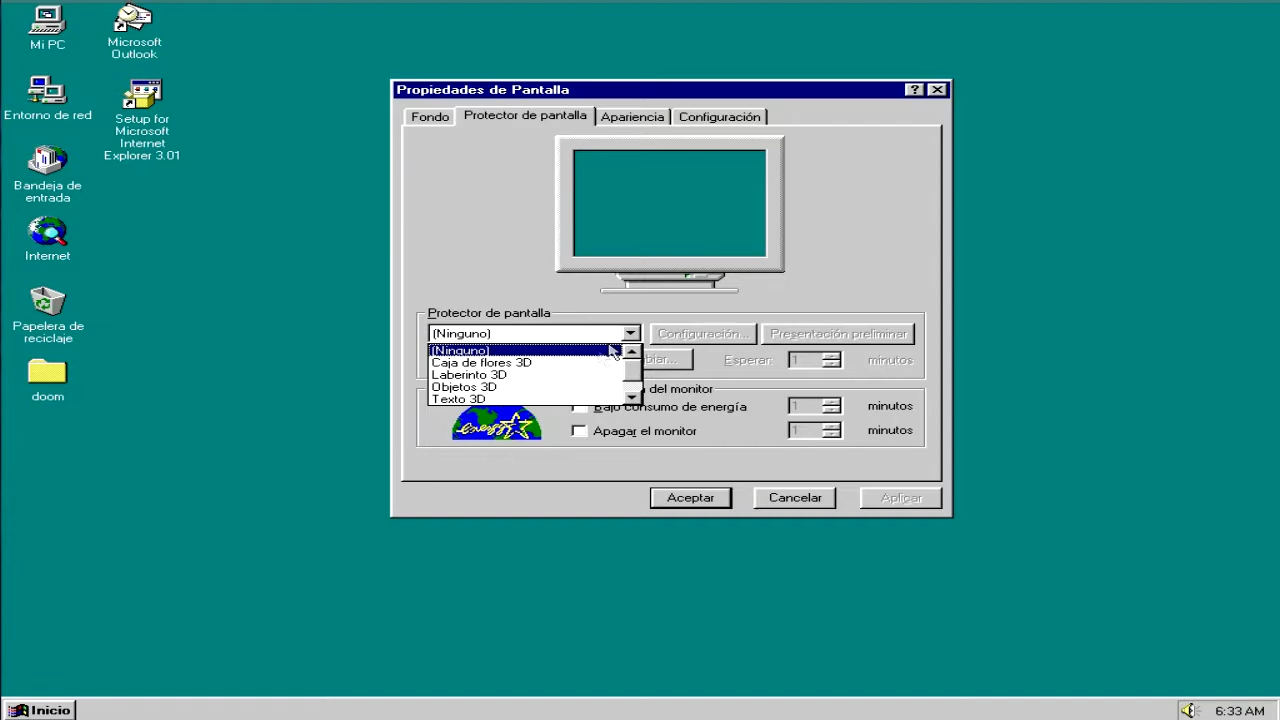 Mi PC
Microsoft
Outlook
Entorno de red
Setup for
Microsoft
Internet
Explorer 3.01
Bandeja de
entrada
Internet
Papelera de
reciclaje
doom
Propiedades de Pantalla
Fondo
Protector de pantalla
Apariencia
Configuración
Protector de pantalla
(Ninguno)
Configuración...
Presentación preliminar
(Ninguno)
Caja de flores 3D
Laberinto 3D
Objetos 3D
Texto 3D
Esperar:
1
minutos
del monitor
Bajo consumo de energía
1
minutos
energy
Apagar el monitor
1
minutos
Aceptar
Cancelar
Aplicar
Inicio
6:33 AM